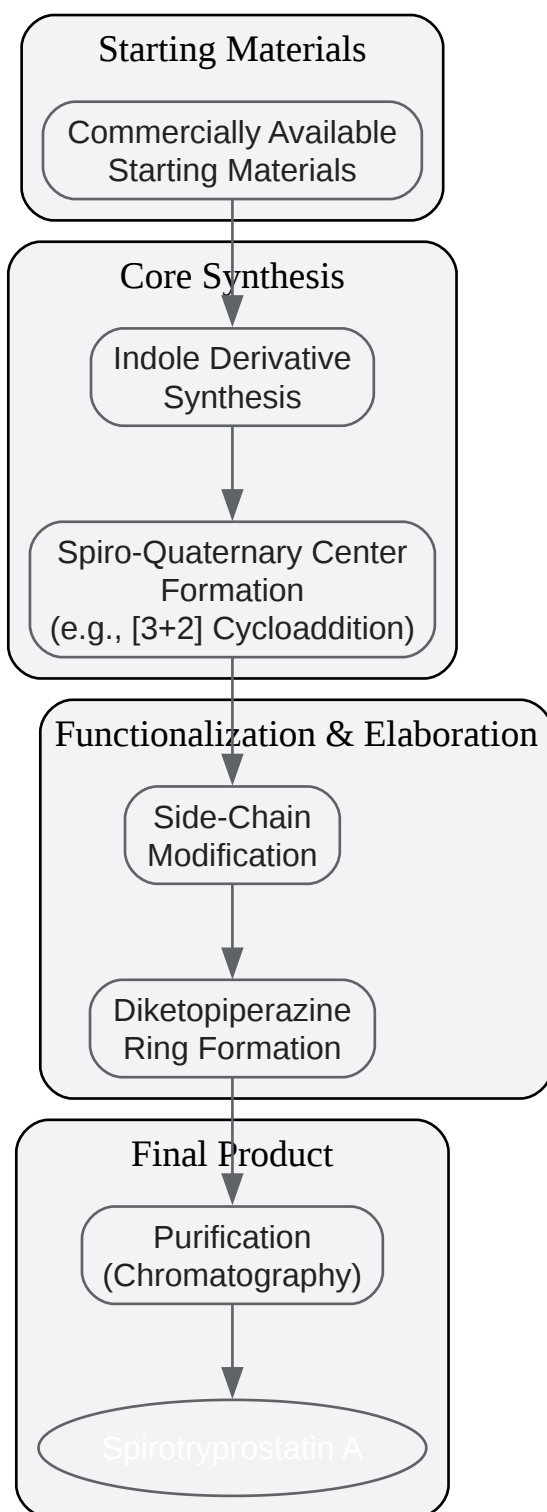 Starting Materials
Commercially Available
Starting Materials
Core Synthesis
Indole Derivative
Synthesis
Spiro-Quaternary Center
Formation
(e.g., [3+2] Cycloaddition)
Functionalization & Elaboration
Side-Chain
Modification
Diketopiperazine
Ring Formation
Final Product
Purification
(Chromatography)
Spirotryprostatin A